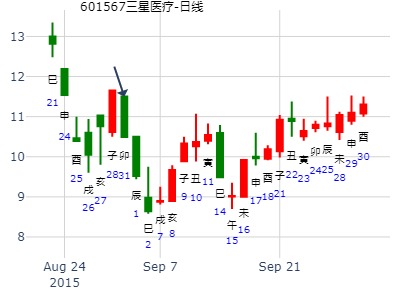 601567三星医疗-日线
13
12
11
10
9
8
巳
21
申
24
酉
25
戌
26
亥
27
子
28
卯
31
辰
1
巳
2
午
7
亥
8
子
9
丑
10
寅
11
巳
14
午
15
未
16
申
17
酉
18
子
21
丑
22
寅
23
卯
24
辰
25
未
28
申
29
酉
30
Aug 24
2015
Sep 7
Sep 21